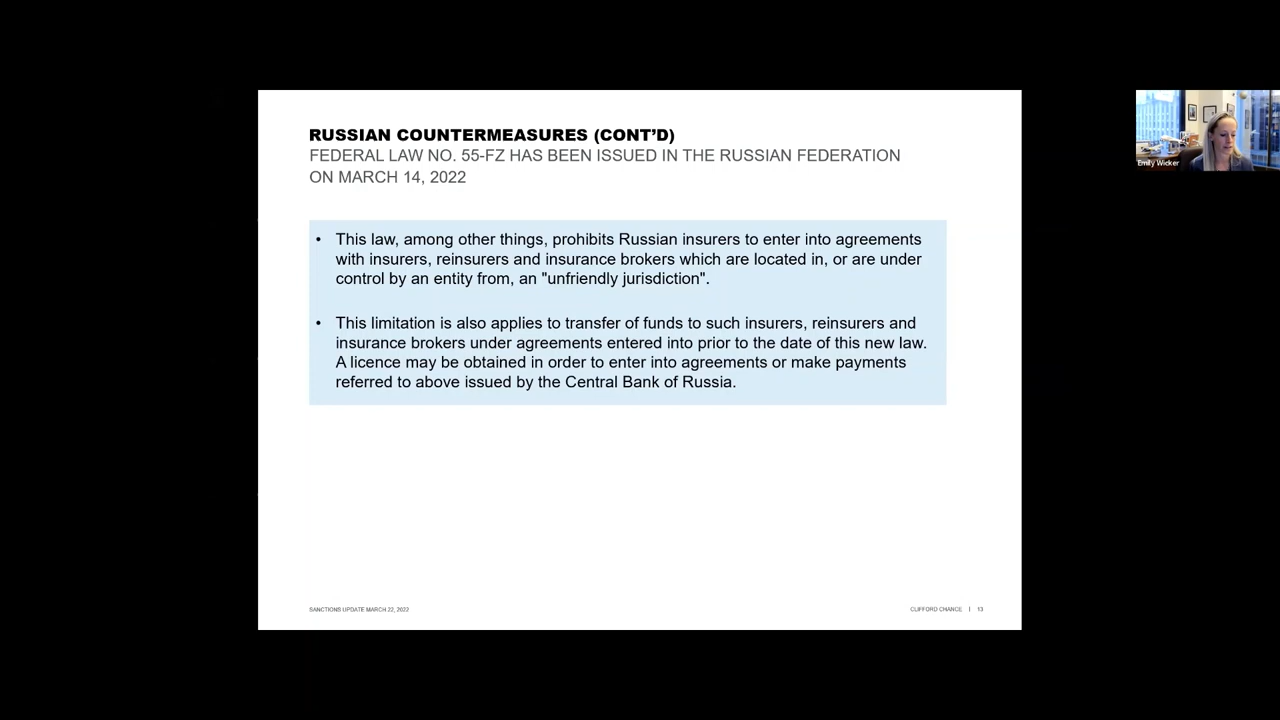 RUSSIAN COUNTERMEASURES (CONT'D)
FEDERAL LAW NO. 55-FZ HAS BEEN ISSUED IN THE RUSSIAN FEDERATION
ON MARCH 14, 2022
• This law, among other things, prohibits Russian insurers to enter into agreements
with insurers, reinsurers and insurance brokers which are located in, or are under
control by an entity from, an "unfriendly jurisdiction".
• This limitation is also applies to transfer of funds to such insurers, reinsurers and
insurance brokers under agreements entered into prior to the date of this new law.
A licence may be obtained in order to enter into agreements or make payments
referred to above issued by the Central Bank of Russia.
SANCTIONS UPDATE MARCH 22, 2022
CLIFFORD CHANCE | 13
Emily Wicker